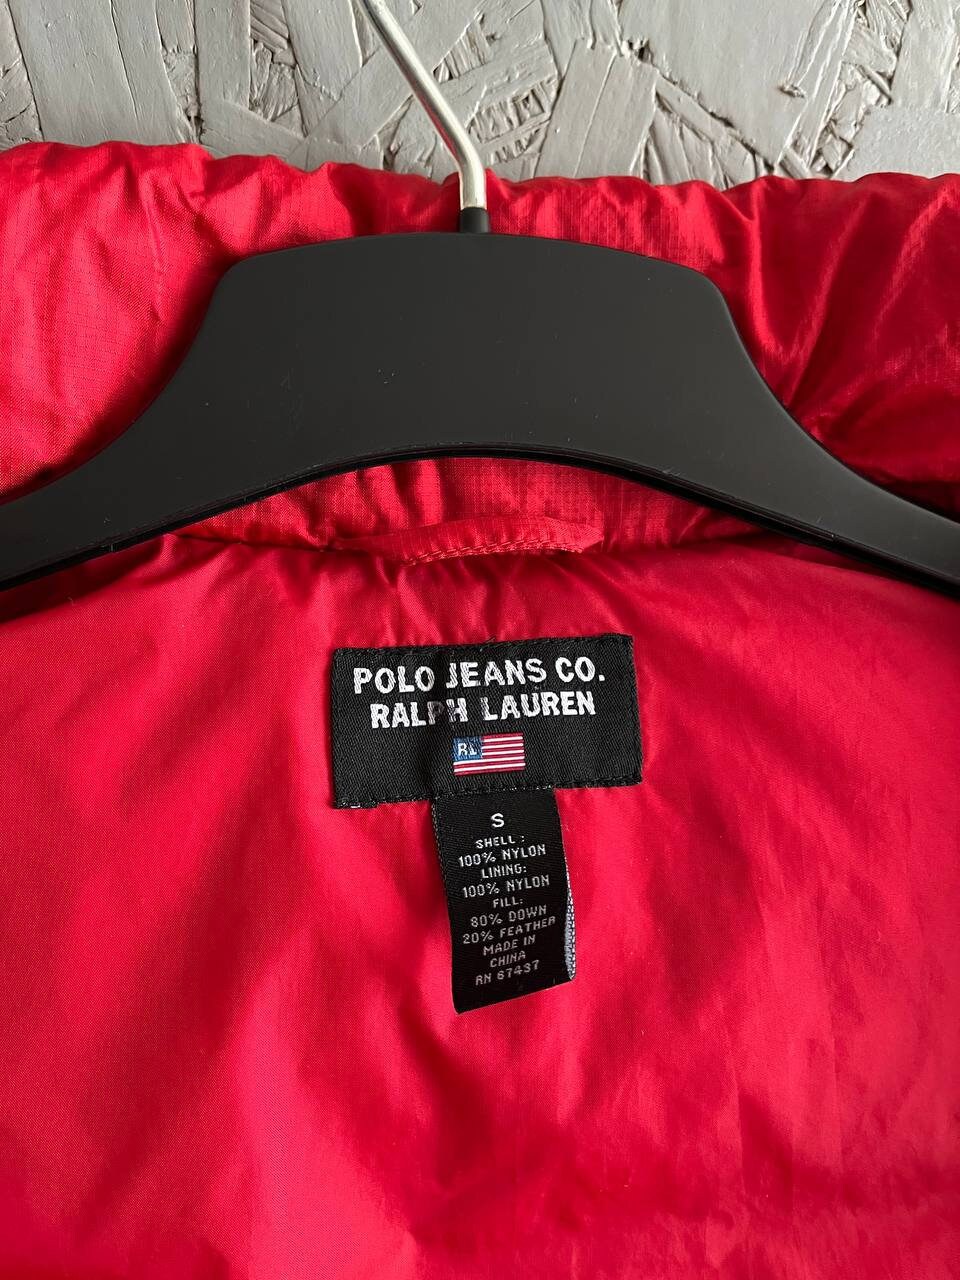 POLO JEANS CO.
RALPH LAUREN
RL
S
SHELL:
100% NYLON
LINING:
100% NYLON
FILL:
80% DOWN
20% FEATHER
MADE IN
CHINA
RN 67437